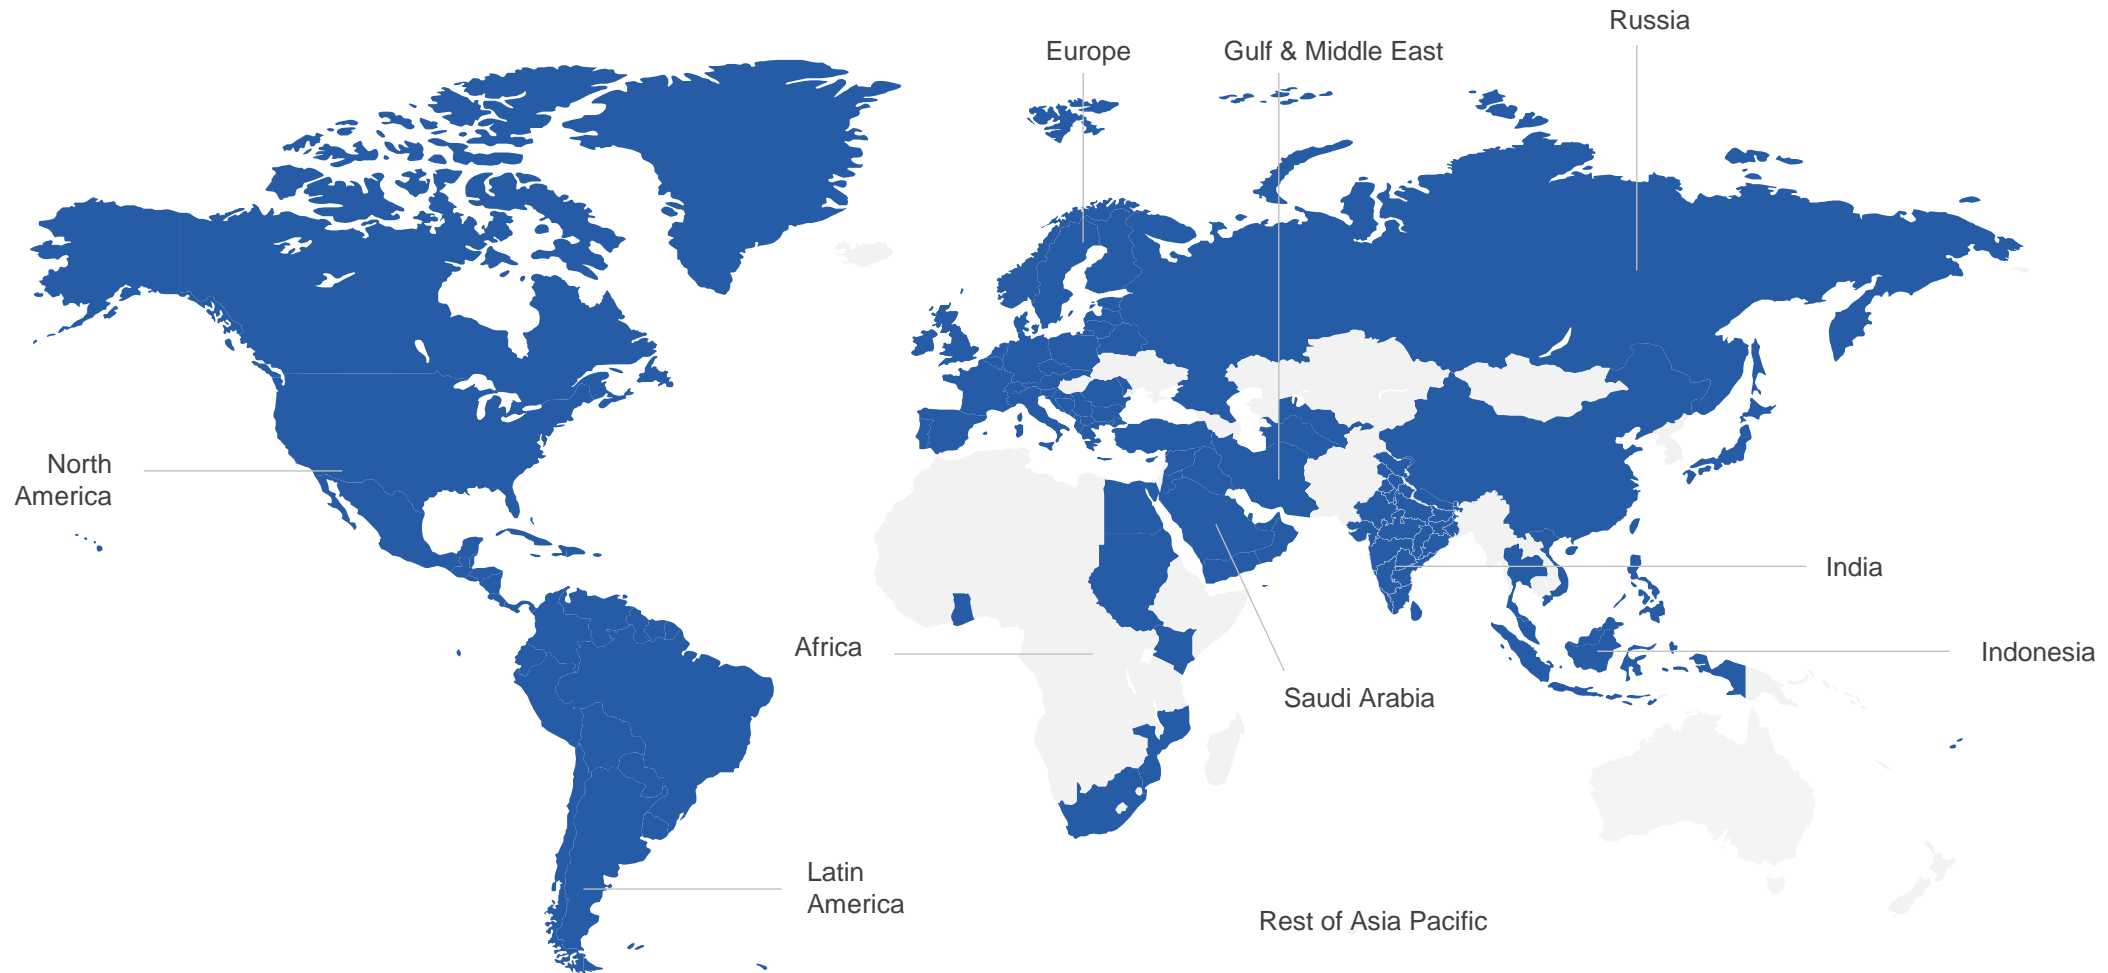 Russia
Europe
Gulf & Middle East
North
America
India
Africa
Indonesia
Saudi Arabia
Latin
America
Rest of Asia Pacific